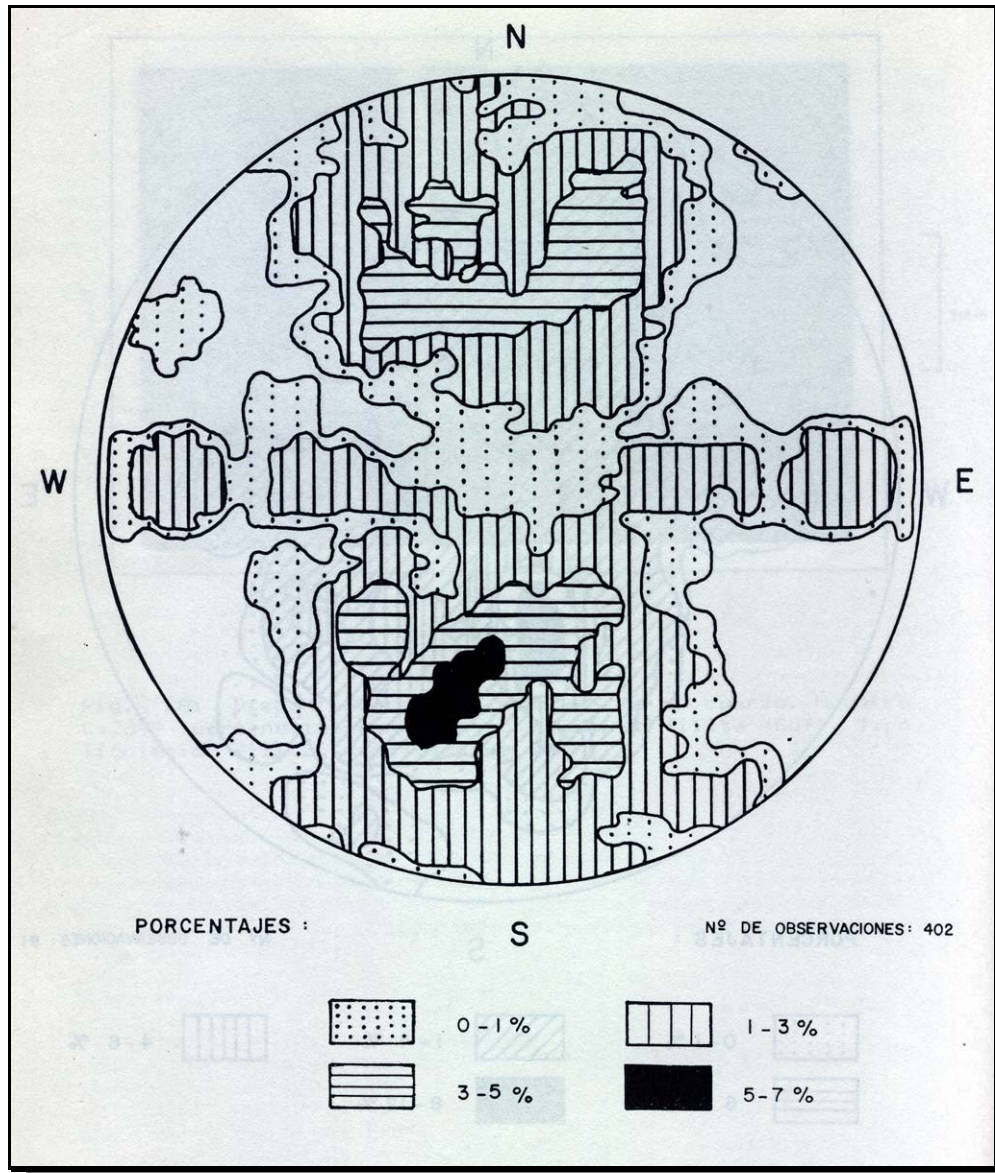 N
W
E
PORCENTAJES :
S
Nº DE OBSERVACIONES: 402
0-1%
1-3%
3-5 %
5-7 %